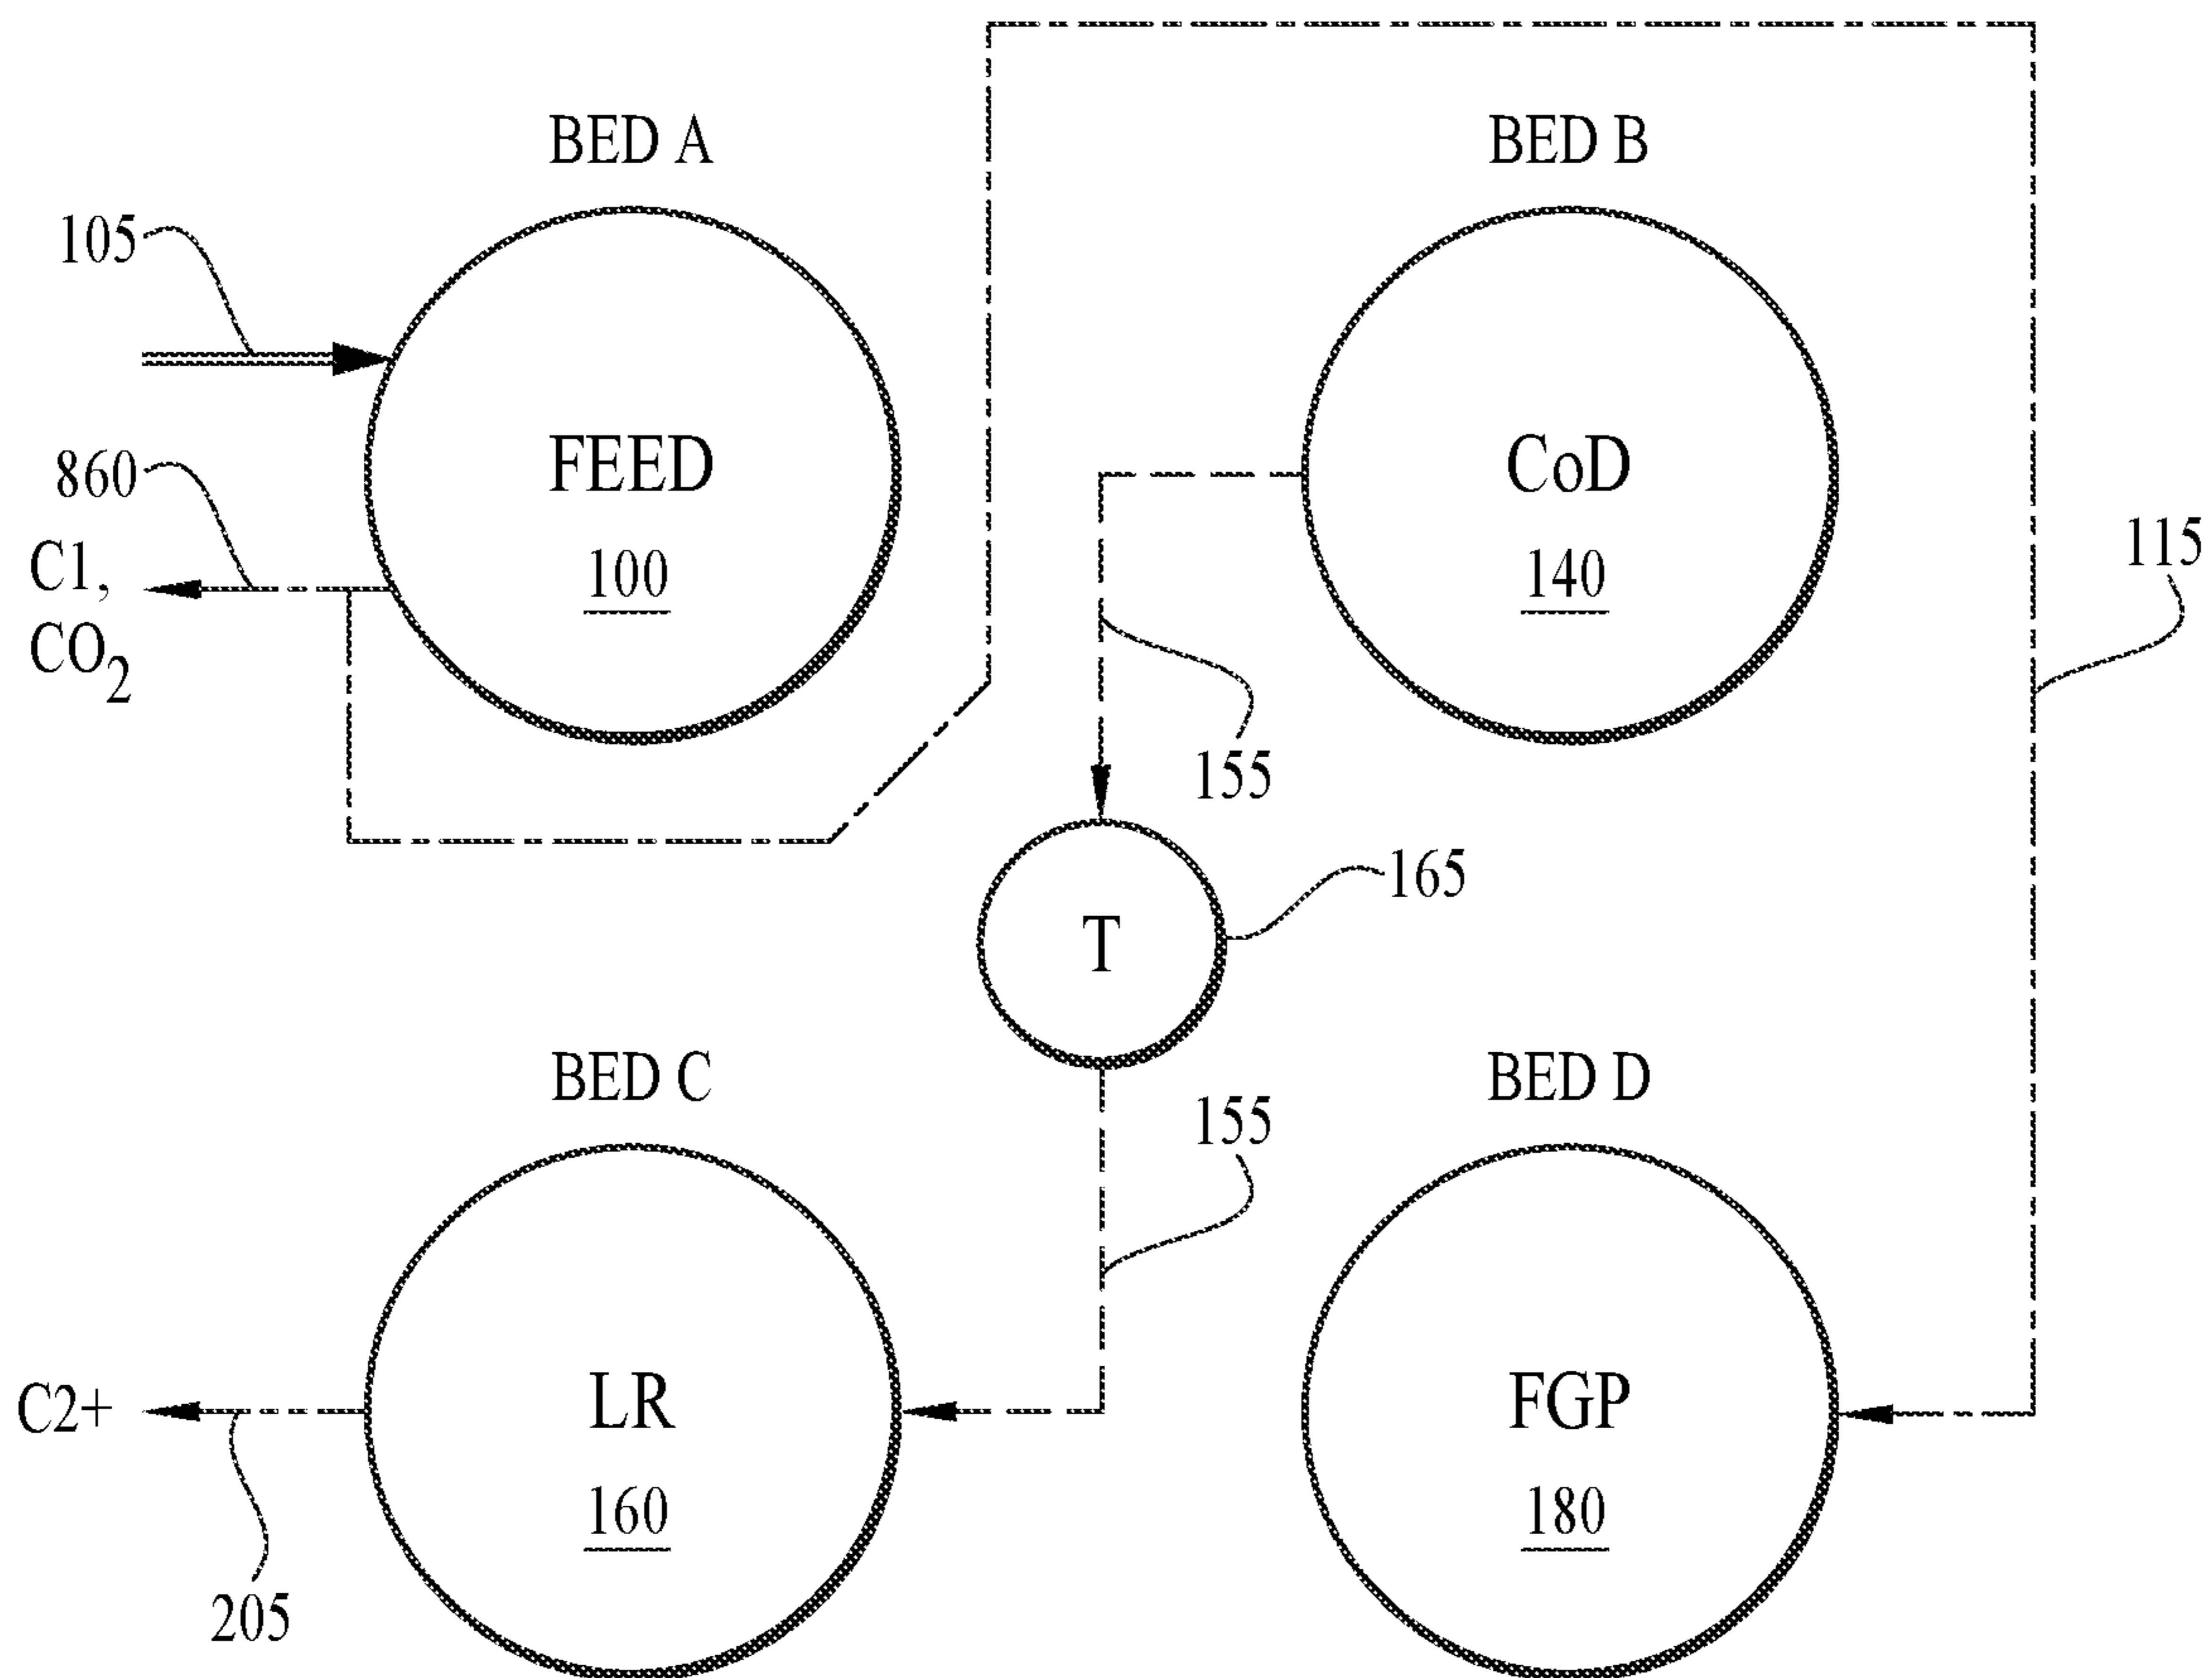 BED A
BED B
105
FEED
CoD
860
C1,
CO2
100
140
115
155
T
165
BED C
BED D
155
C2+
LR
FGP
160
180
205